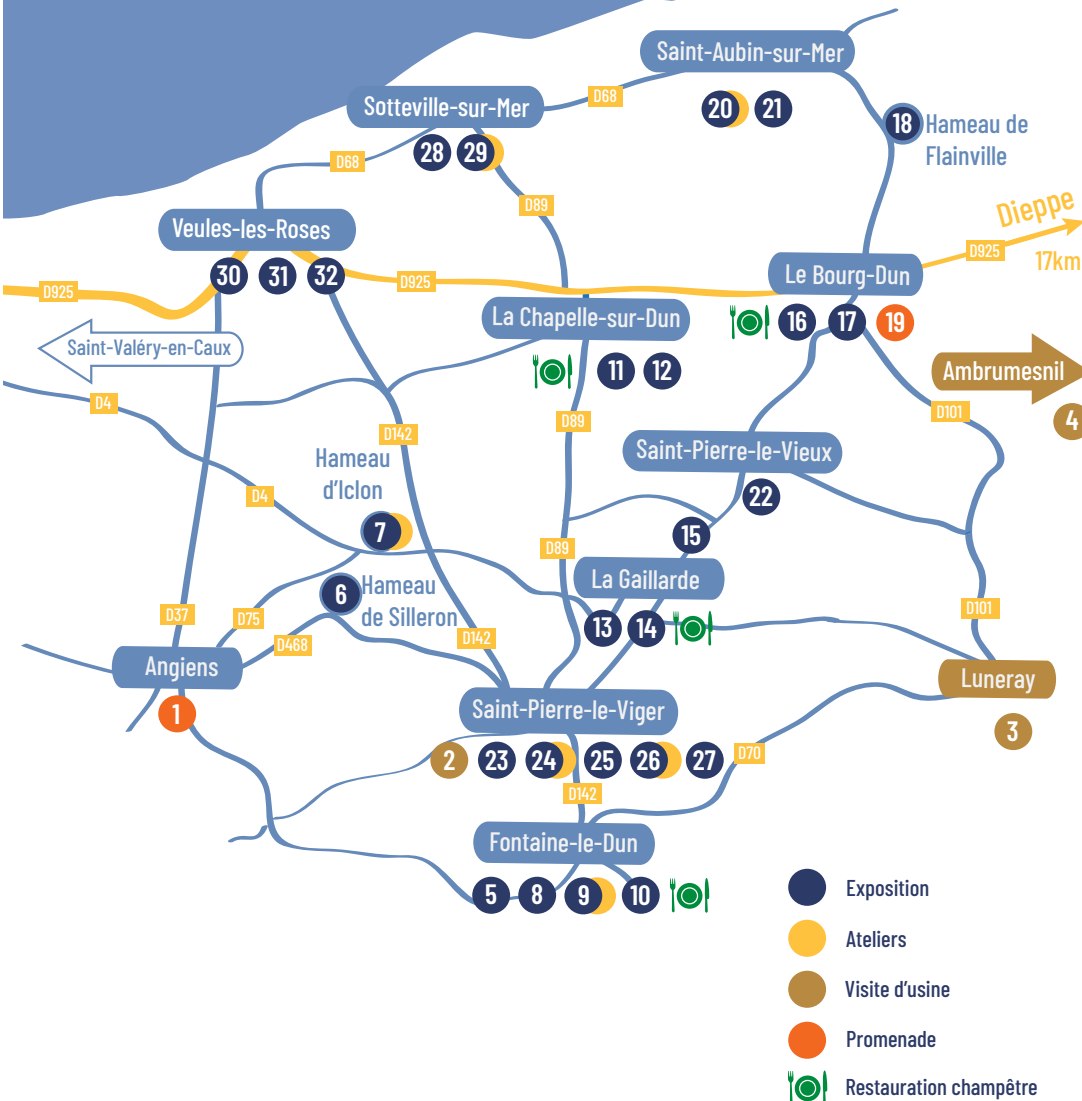 Saint-Aubin-sur-Mer
D68
Sotteville-sur-Mer
20
21
18
Hameau de
Flainville
28
29
D68
D89
Dieppe
17km
D925
Veules-les-Roses
30
31
32
D925
D925
Le Bourg-Dun
16
17
19
La Chapelle-sur-Dun
11
12
Saint-Valéry-en-Caux
Ambrumesnil
4
D4
D142
D89
D101
Hameau
d'Iclon
7
Saint-Pierre-le-Vieux
22
D4
15
D89
La Gaillarde
13
14
6
Hameau
de Silleron
D37
D75
D468
D142
D101
Angiens
1
Luneray
3
Saint-Pierre-le-Viger
2
23
24
25
26
27
D70
D142
Fontaine-le-Dun
5
8
9
10
Exposition
Ateliers
Visite d'usine
Promenade
Restauration champêtre